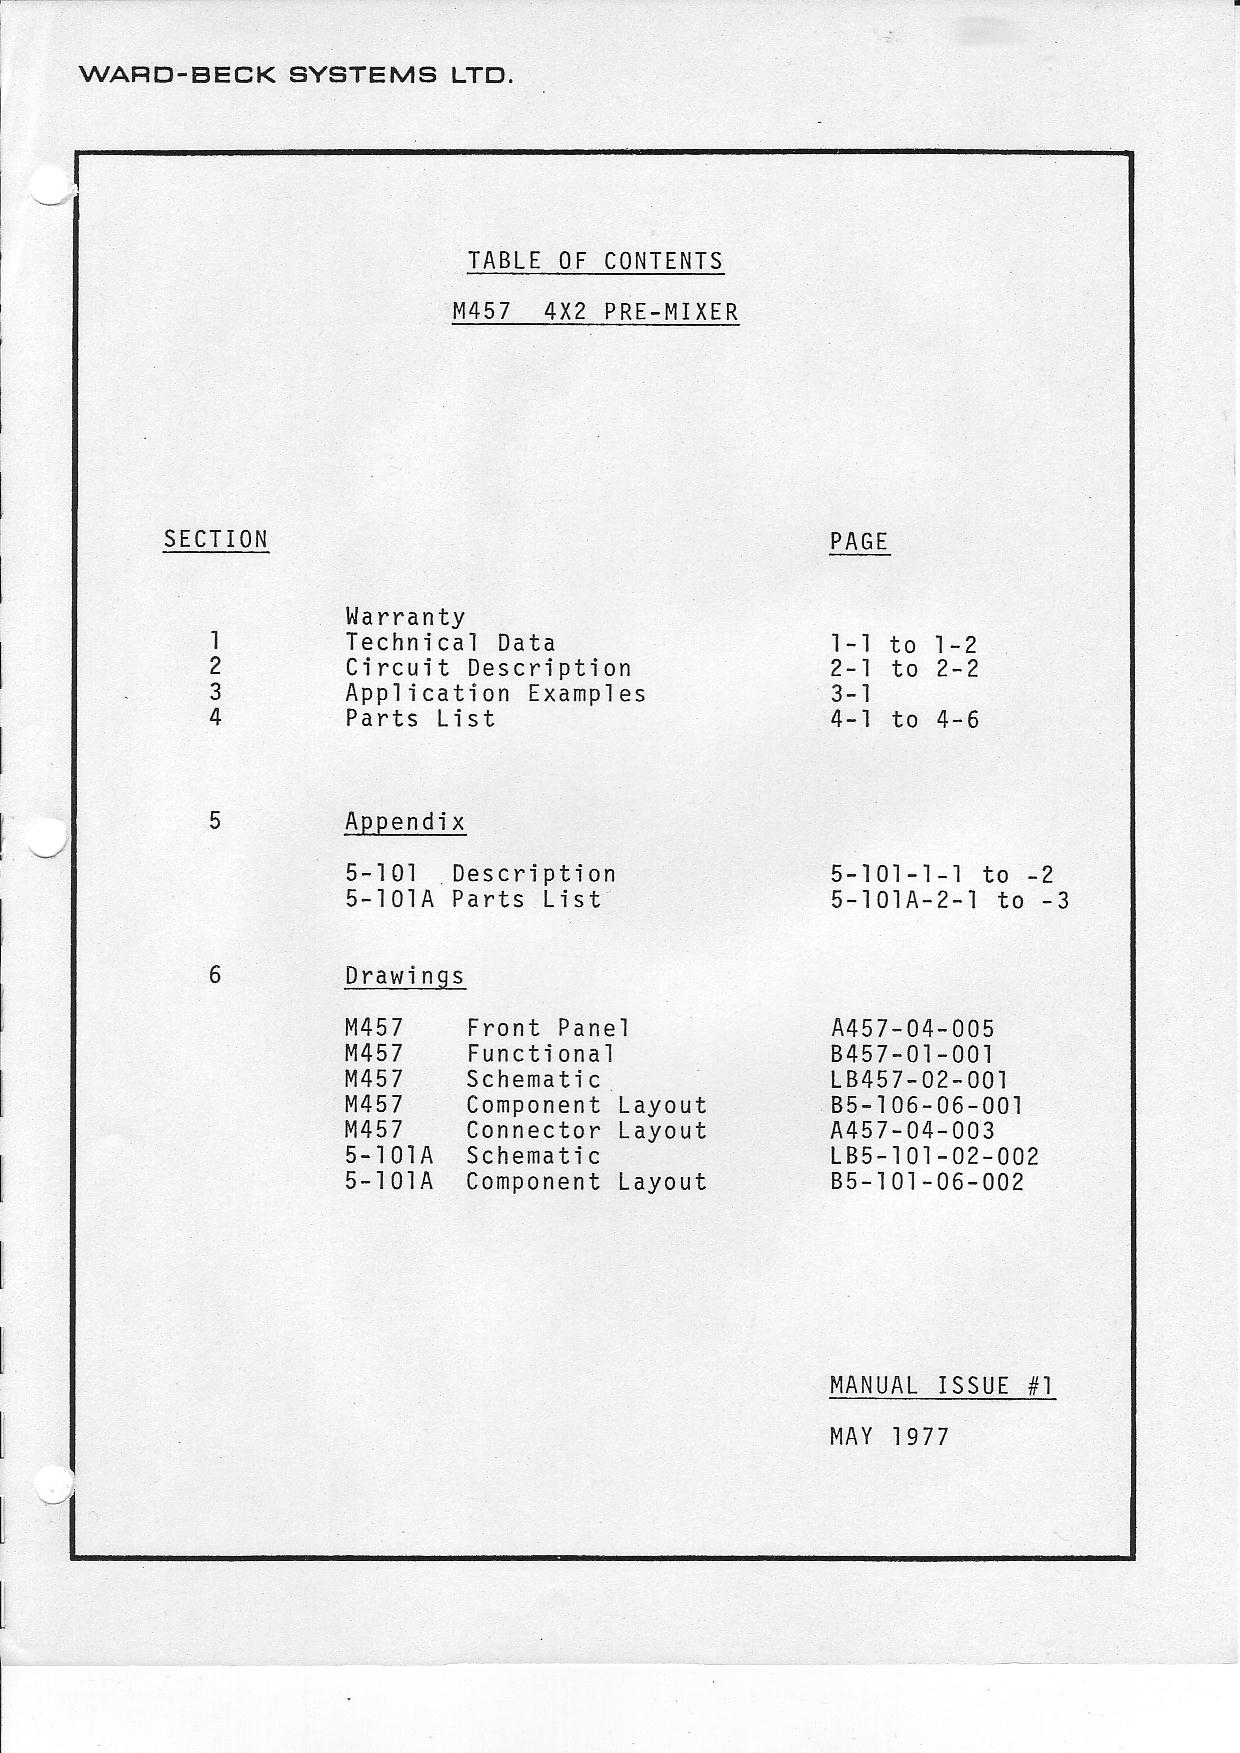 WARD-BECK SYSTEMS LTD.
TABLE OF CONTENTS
M457 4X2 PRE-MIXER
SECTION PAGE
Warranty
1 Technical Data 1-1 to 1-2
2 Circuit Description 2-1 to 2-2
3 Application Examples 3-1
4 Parts List 4-1 to 4-6
5 Appendix
5-101 Description 5-101-1-1 to -2
5-101A Parts List 5-101A-2-1 to -3
6 Drawings
M457 Front Panel A457-04-005
M457 Functional B457-01-001
M457 Schematic LB457-02-001
M457 Component Layout B5-106-06-001
M457 Connector Layout A457-04-003
5-101A Schematic LB5-101-02-002
5-101A Component Layout B5-101-06-002
MANUAL ISSUE #1
MAY 1977